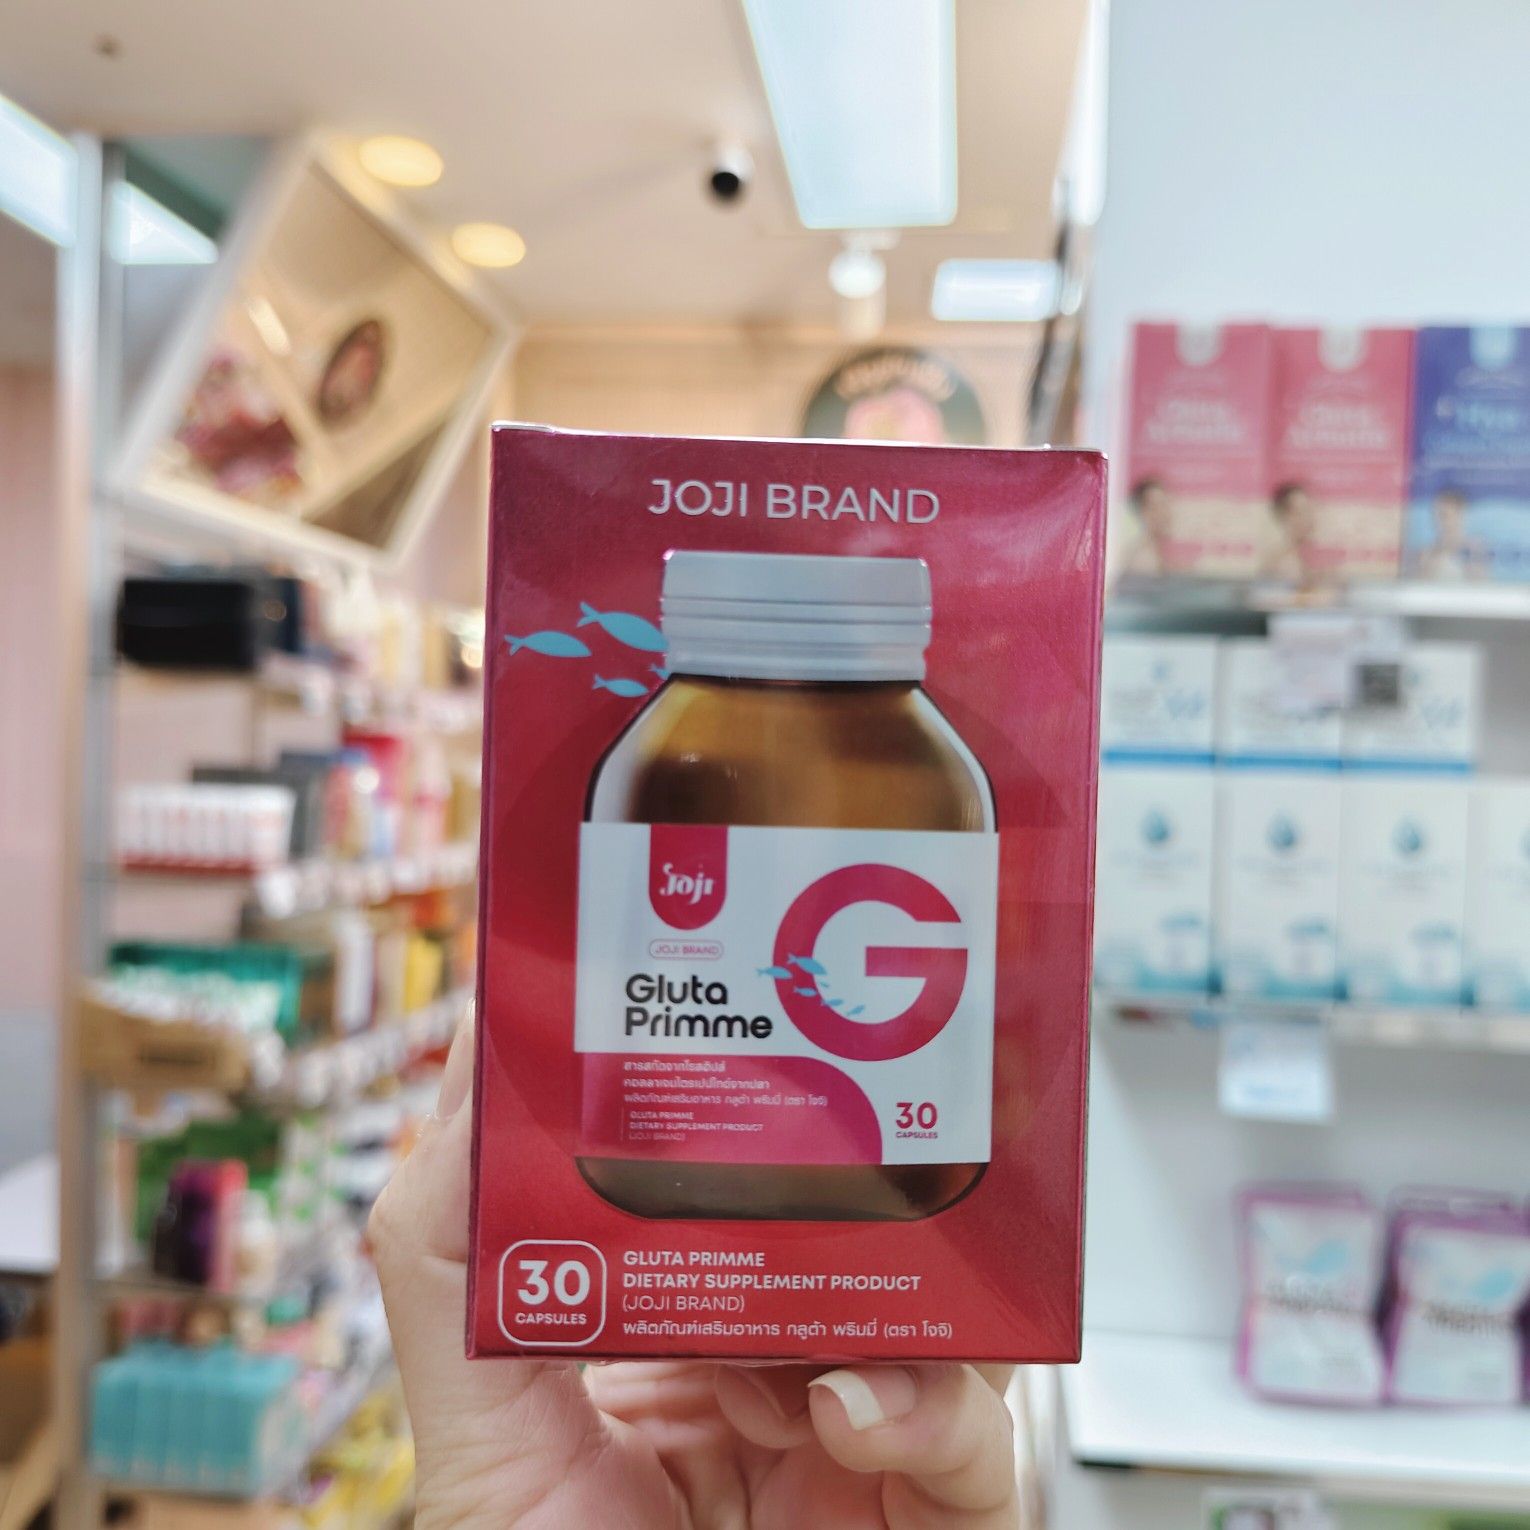 JOJI BRAND
Joji
JOJI BRAND
Gluta
Primme
สารสกัดจากโรสฮิปส์
คอลลาเจนไตรเปปไทด์จากปลา
ผลิตภัณฑ์เสริมอาหาร กลูต้า พริมมี่ (ตรา โจจิ)
GLUTA PRIMME
DIETARY SUPPLEMENT PRODUCT
(JOJI BRAND)
30
CAPSULES
30
CAPSULES
GLUTA PRIMME
DIETARY SUPPLEMENT PRODUCT
(JOJI BRAND)
ผลิตภัณฑ์เสริมอาหาร กลูต้า พริมมี่ (ตรา โจจิ)